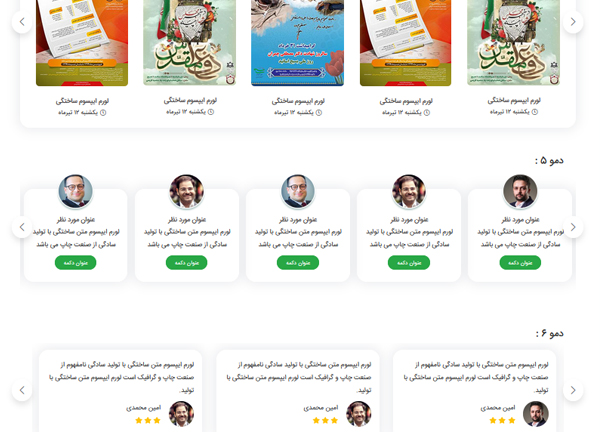 لورم ایپسوم ساختگی
یکشنبه ۱۲ تیرماه
لورم ایپسوم ساختگی
یکشنبه ۱۲ تیرماه
لورم ایپسوم ساختگی
یکشنبه ۱۲ تیرماه
لورم ایپسوم ساختگی
یکشنبه ۱۲ تیرماه
لورم ایپسوم ساختگی
یکشنبه ۱۲ تیرماه
دمو ۵ :
عنوان مورد نظر
لورم ایپسوم متن ساختگی با تولید
سادگی از صنعت چاپ می باشد
عنوان دکمه
عنوان مورد نظر
لورم ایپسوم متن ساختگی با تولید
سادگی از صنعت چاپ می باشد
عنوان دکمه
عنوان مورد نظر
لورم ایپسوم متن ساختگی با تولید
سادگی از صنعت چاپ می باشد
عنوان دکمه
عنوان مورد نظر
لورم ایپسوم متن ساختگی با تولید
سادگی از صنعت چاپ می باشد
عنوان دکمه
عنوان مورد نظر
لورم ایپسوم متن ساختگی با تولید
سادگی از صنعت چاپ می باشد
عنوان دکمه
دمو ۶ :
لورم ایپسوم متن ساختگی با تولید سادگی نامفهوم از
صنعت چاپ و گرافیک است لورم ایپسوم متن ساختگی با
تولید.
امین محمدی
لورم ایپسوم متن ساختگی با تولید سادگی نامفهوم از
صنعت چاپ و گرافیک است لورم ایپسوم متن ساختگی با
تولید.
امین محمدی
لورم ایپسوم متن ساختگی با تولید سادگی نامفهوم از
صنعت چاپ و گرافیک است لورم ایپسوم متن ساختگی با
تولید.
امین محمدی